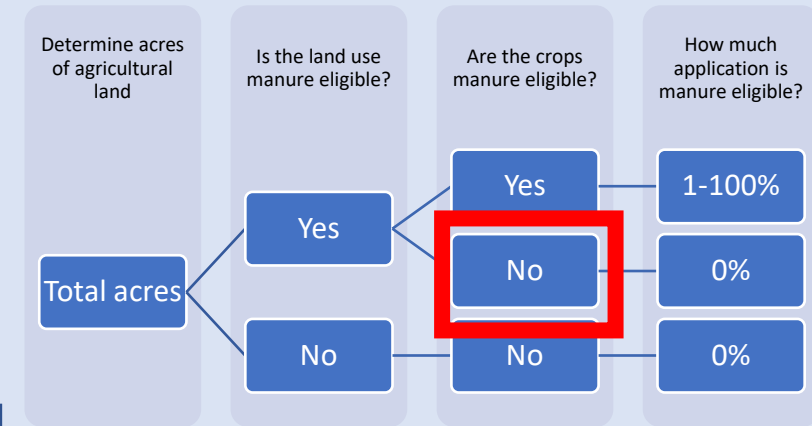 Determine acres
of agricultural
land
Is the land use
manure eligible?
Are the crops
manure eligible?
How much
application is
manure eligible?
Total acres
Yes
No
Yes
No
No
1-100%
0%
0%